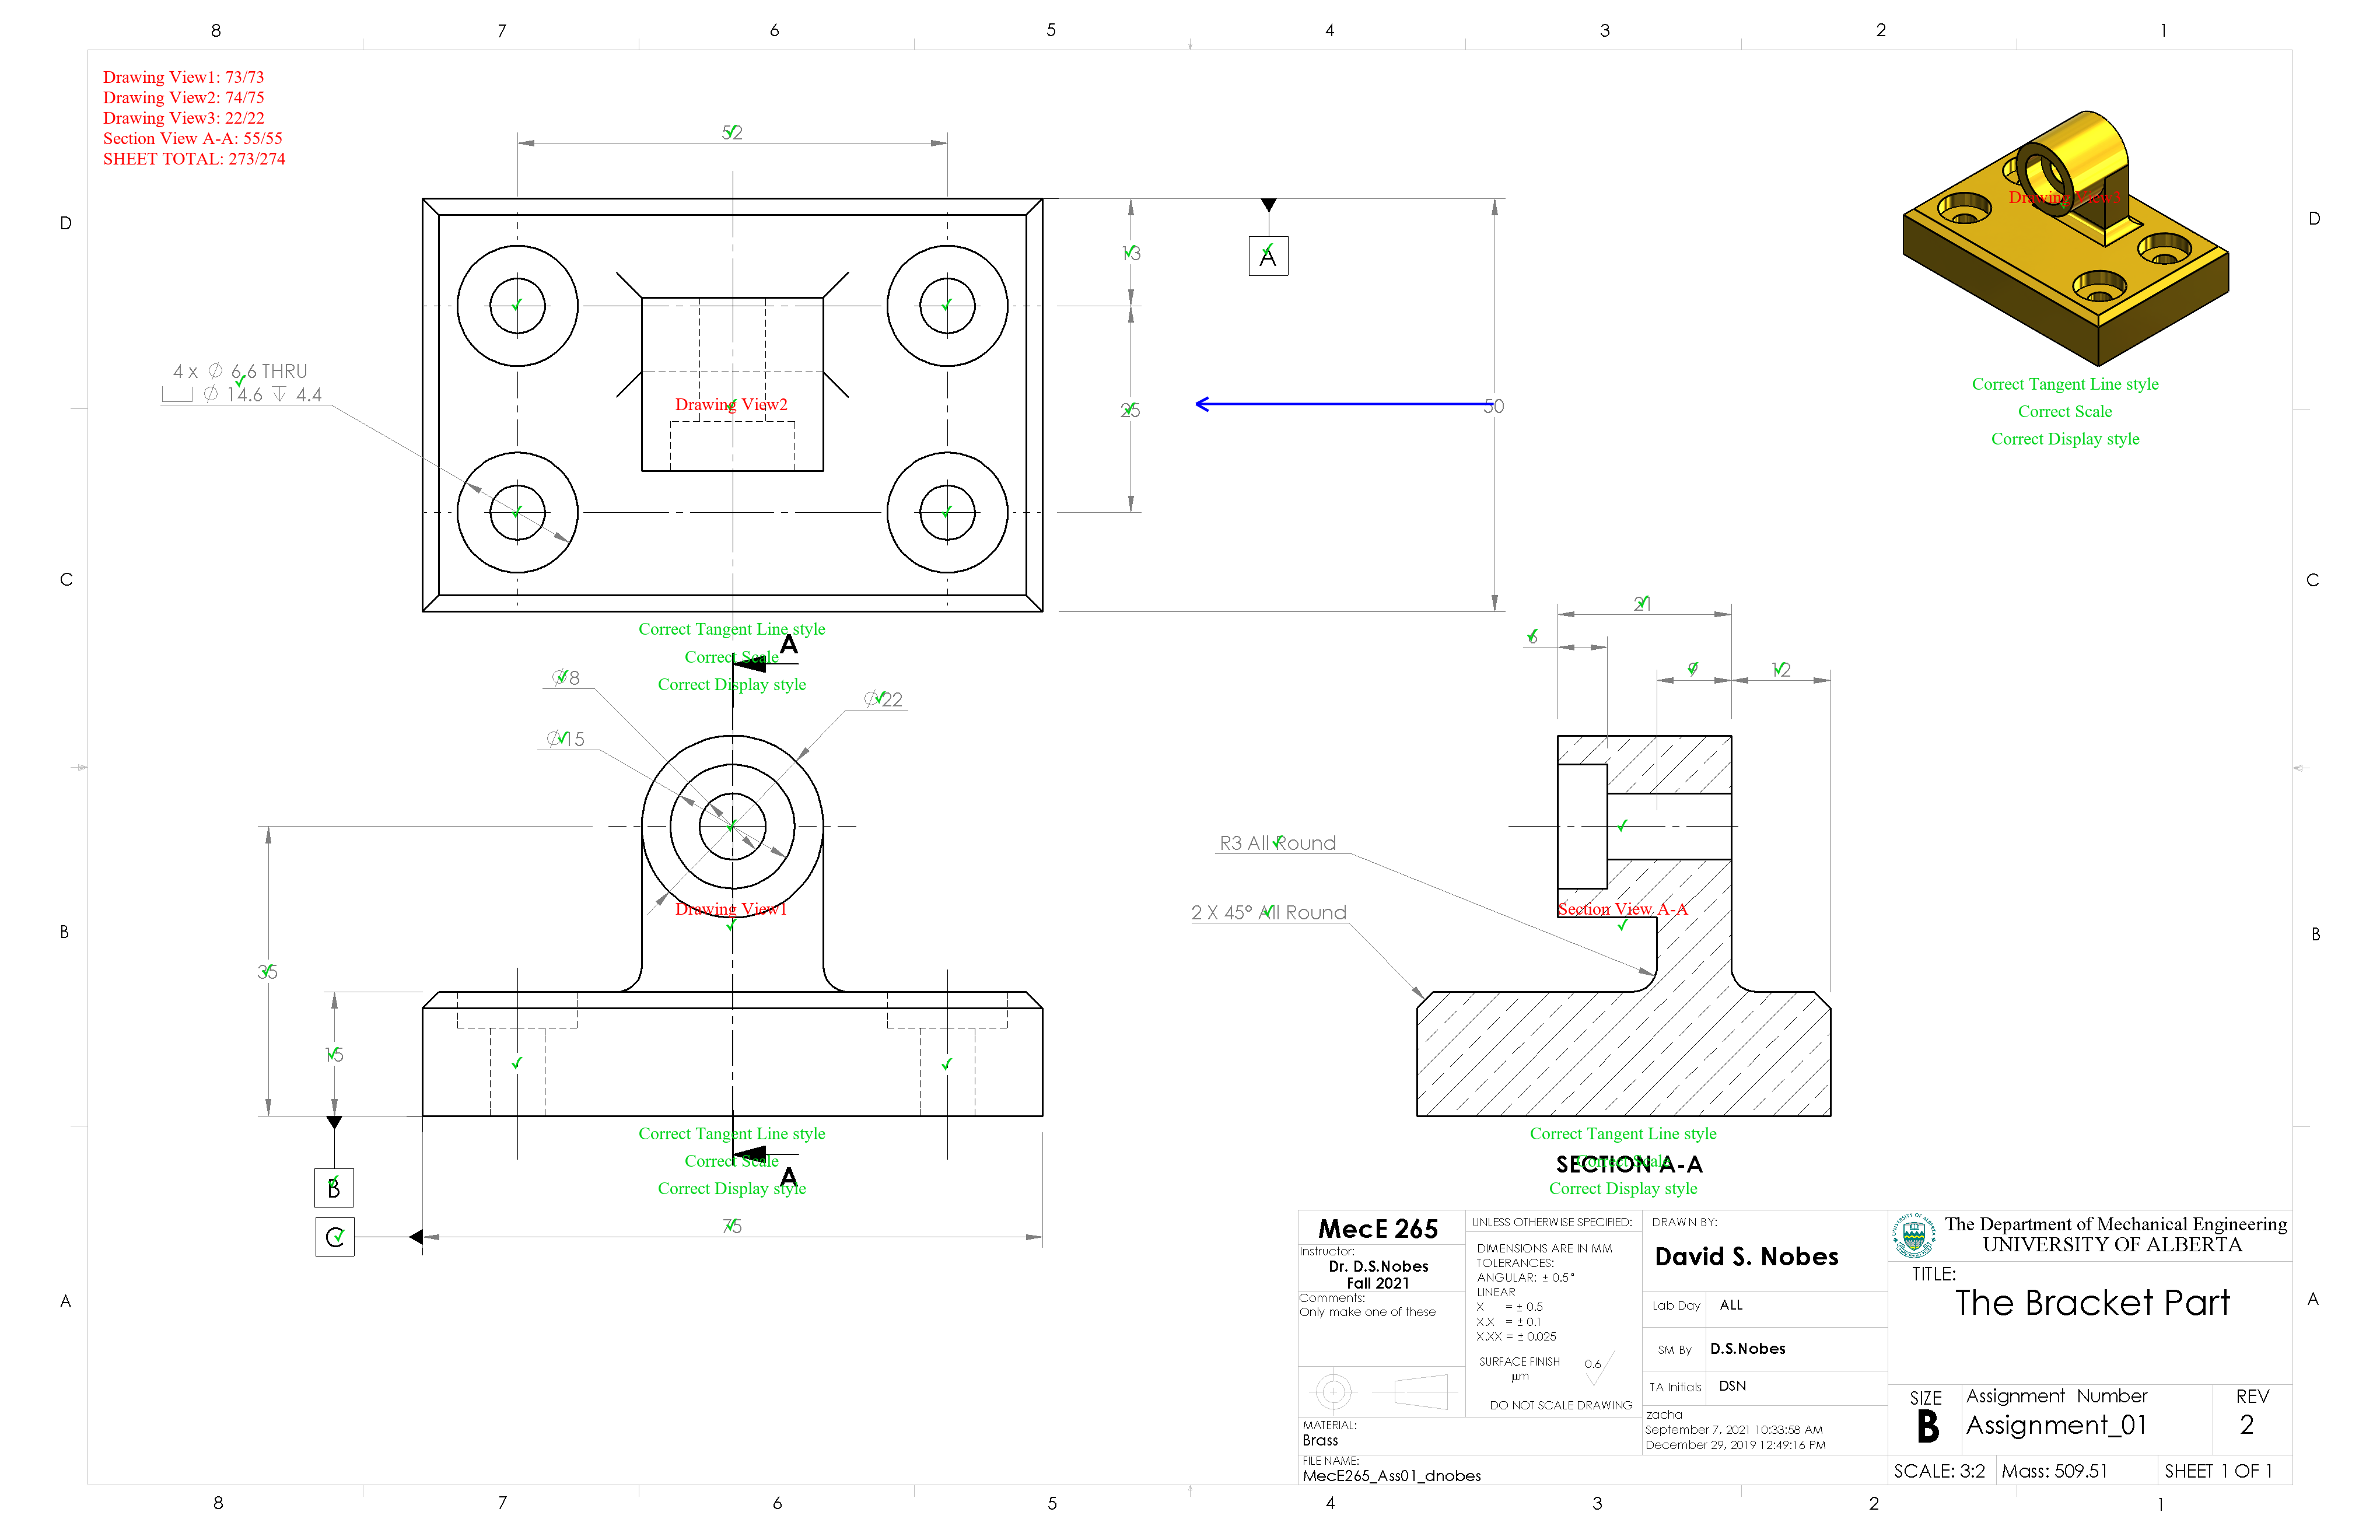 8 7 6 5 4 3 2 1
Drawing View1: 73/73
Drawing View2: 74/75
Drawing View3: 22/22
Section View A-A: 55/55
SHEET TOTAL: 273/274
52
D
D
Drawing View3
13
A
4 x Ø 6.6 THRU
⌴ Ø 14.6 ↧ 4.4
Drawing View2
25
50
Correct Tangent Line style
Correct Scale
Correct Display style
C
C
21
Correct Tangent Line style
Correct Scale
Correct Display style
A
6
9
12
Ø8
Ø22
Ø15
R3 All Round
2 X 45° All Round
Drawing View1
Section View A-A
B
B
35
15
Correct Tangent Line style
Correct Scale
Correct Display style
A
Correct Tangent Line style
Correct Scale
SECTION A-A
Correct Display style
B
C
75
A
A
MecE 265
Instructor:
Dr. D.S.Nobes
Fall 2021
Comments:
Only make one of these
MATERIAL:
Brass
FILE NAME:
MecE265_Ass01_dnobes
UNLESS OTHERWISE SPECIFIED:
DIMENSIONS ARE IN MM
TOLERANCES:
ANGULAR: ± 0.5°
LINEAR
X = ± 0.5
X.X = ± 0.1
X.XX = ± 0.025
SURFACE FINISH 0.6
µm
DO NOT SCALE DRAWING
DRAWN BY:
David S. Nobes
Lab Day ALL
SM By D.S.Nobes
TA Initials DSN
zacha
September 7, 2021 10:33:58 AM
December 29, 2019 12:49:16 PM
UNIVERSITY OF ALBERTA
The Department of Mechanical Engineering
UNIVERSITY OF ALBERTA
TITLE:
The Bracket Part
SIZE
B
Assignment Number
Assignment_01
REV
2
SCALE: 3:2 Mass: 509.51 SHEET 1 OF 1
8 7 6 5 4 3 2 1